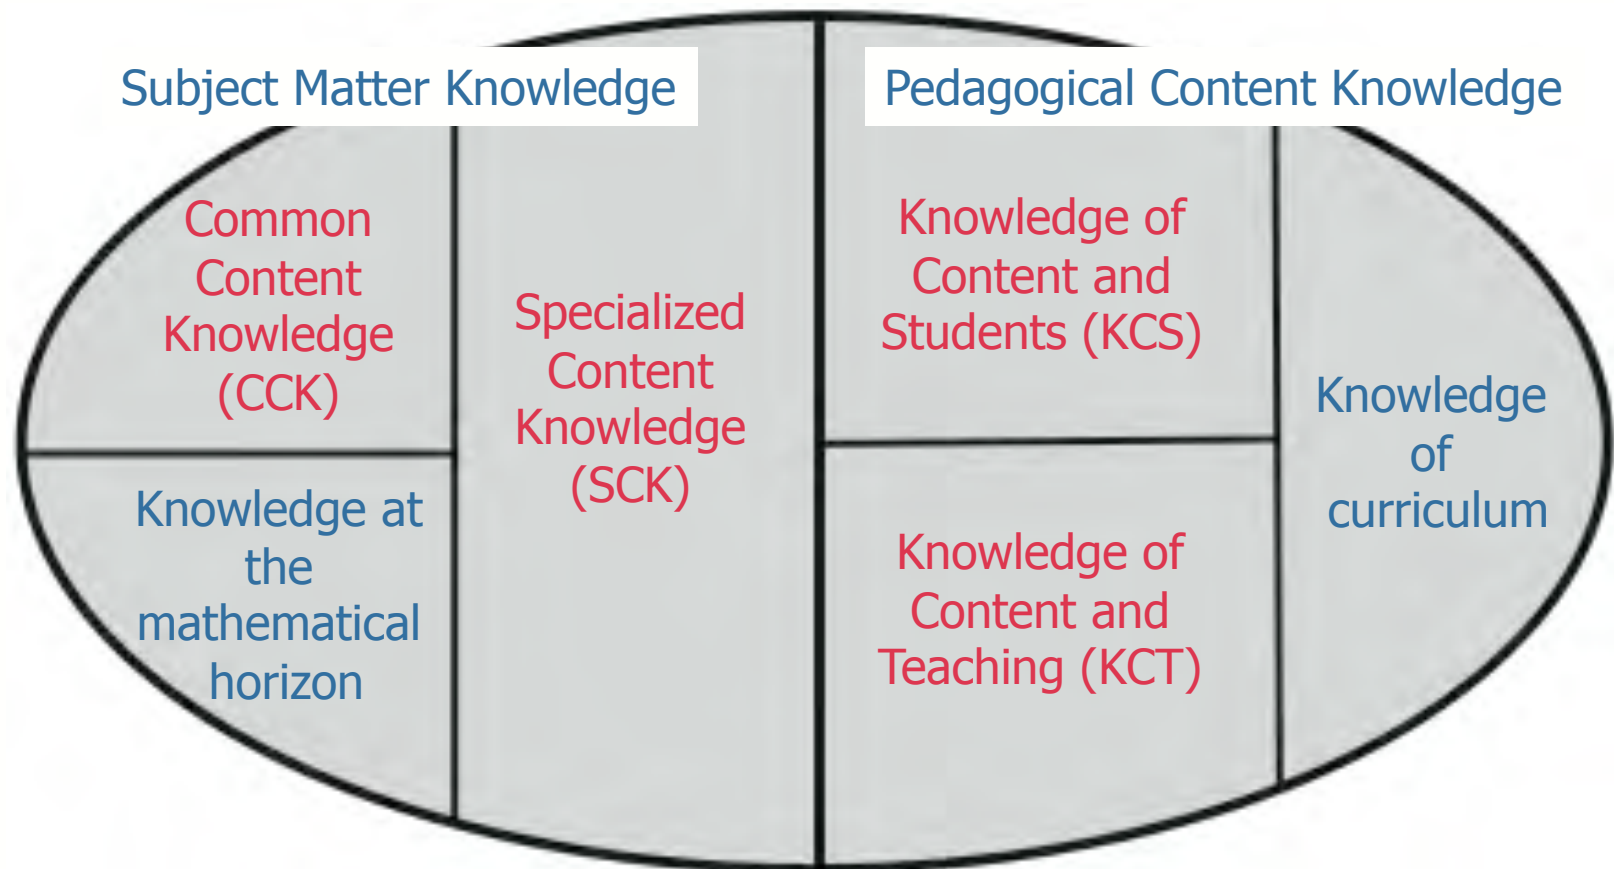 Subject Matter Knowledge
Pedagogical Content Knowledge
Common
Content
Knowledge
(CCK)
Knowledge at
the
mathematical
horizon
Specialized
Content
Knowledge
(SCK)
Knowledge of
Content and
Students (KCS)
Knowledge of
Content and
Teaching (KCT)
Knowledge
of
curriculum